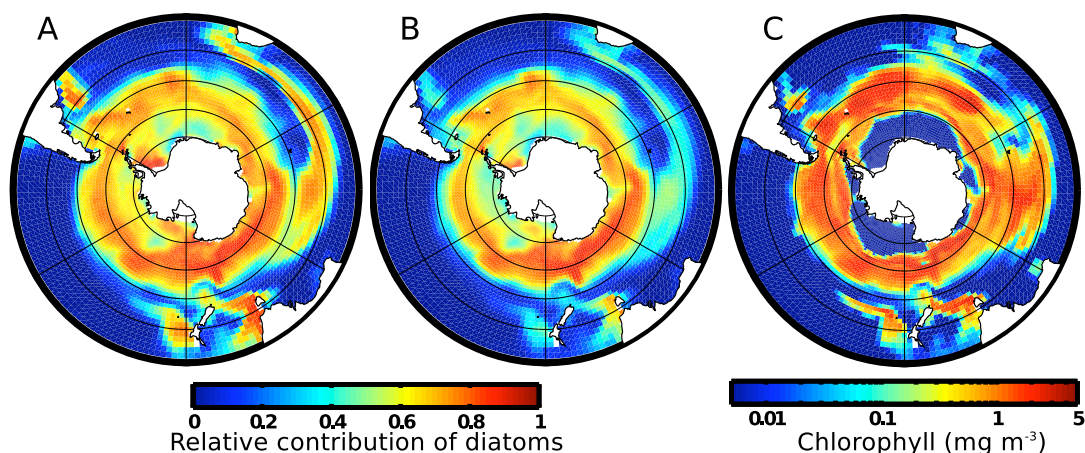 A B C
0 0.2 0.4 0.6 0.8 1
Relative contribution of diatoms
0.01 0.1 1 5
Chlorophyll (mg m⁻³)